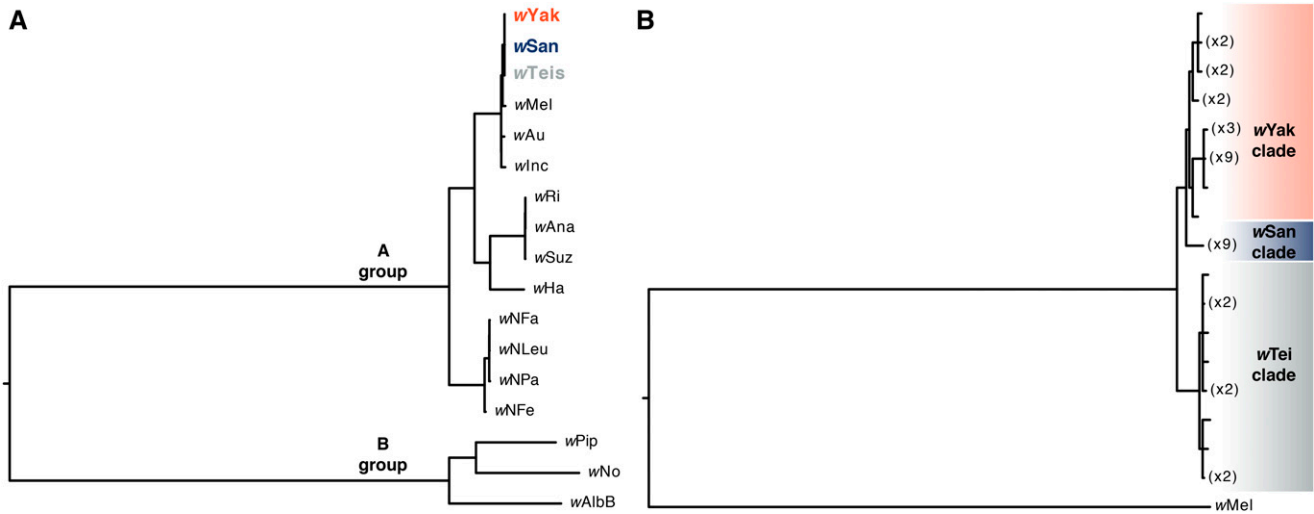 A
wYak
wSan
wTeis
wMel
wAu
wInc
wRi
wAna
wSuz
wHa
A
group
wNFa
wNLeu
wNPa
wNFe
B
group
wPip
wNo
wAlbB
B
(x2)
(x2)
(x2)
(x3)
(x9)
wYak
clade
(x9)
wSan
clade
(x2)
(x2)
(x2)
wTei
clade
wMel